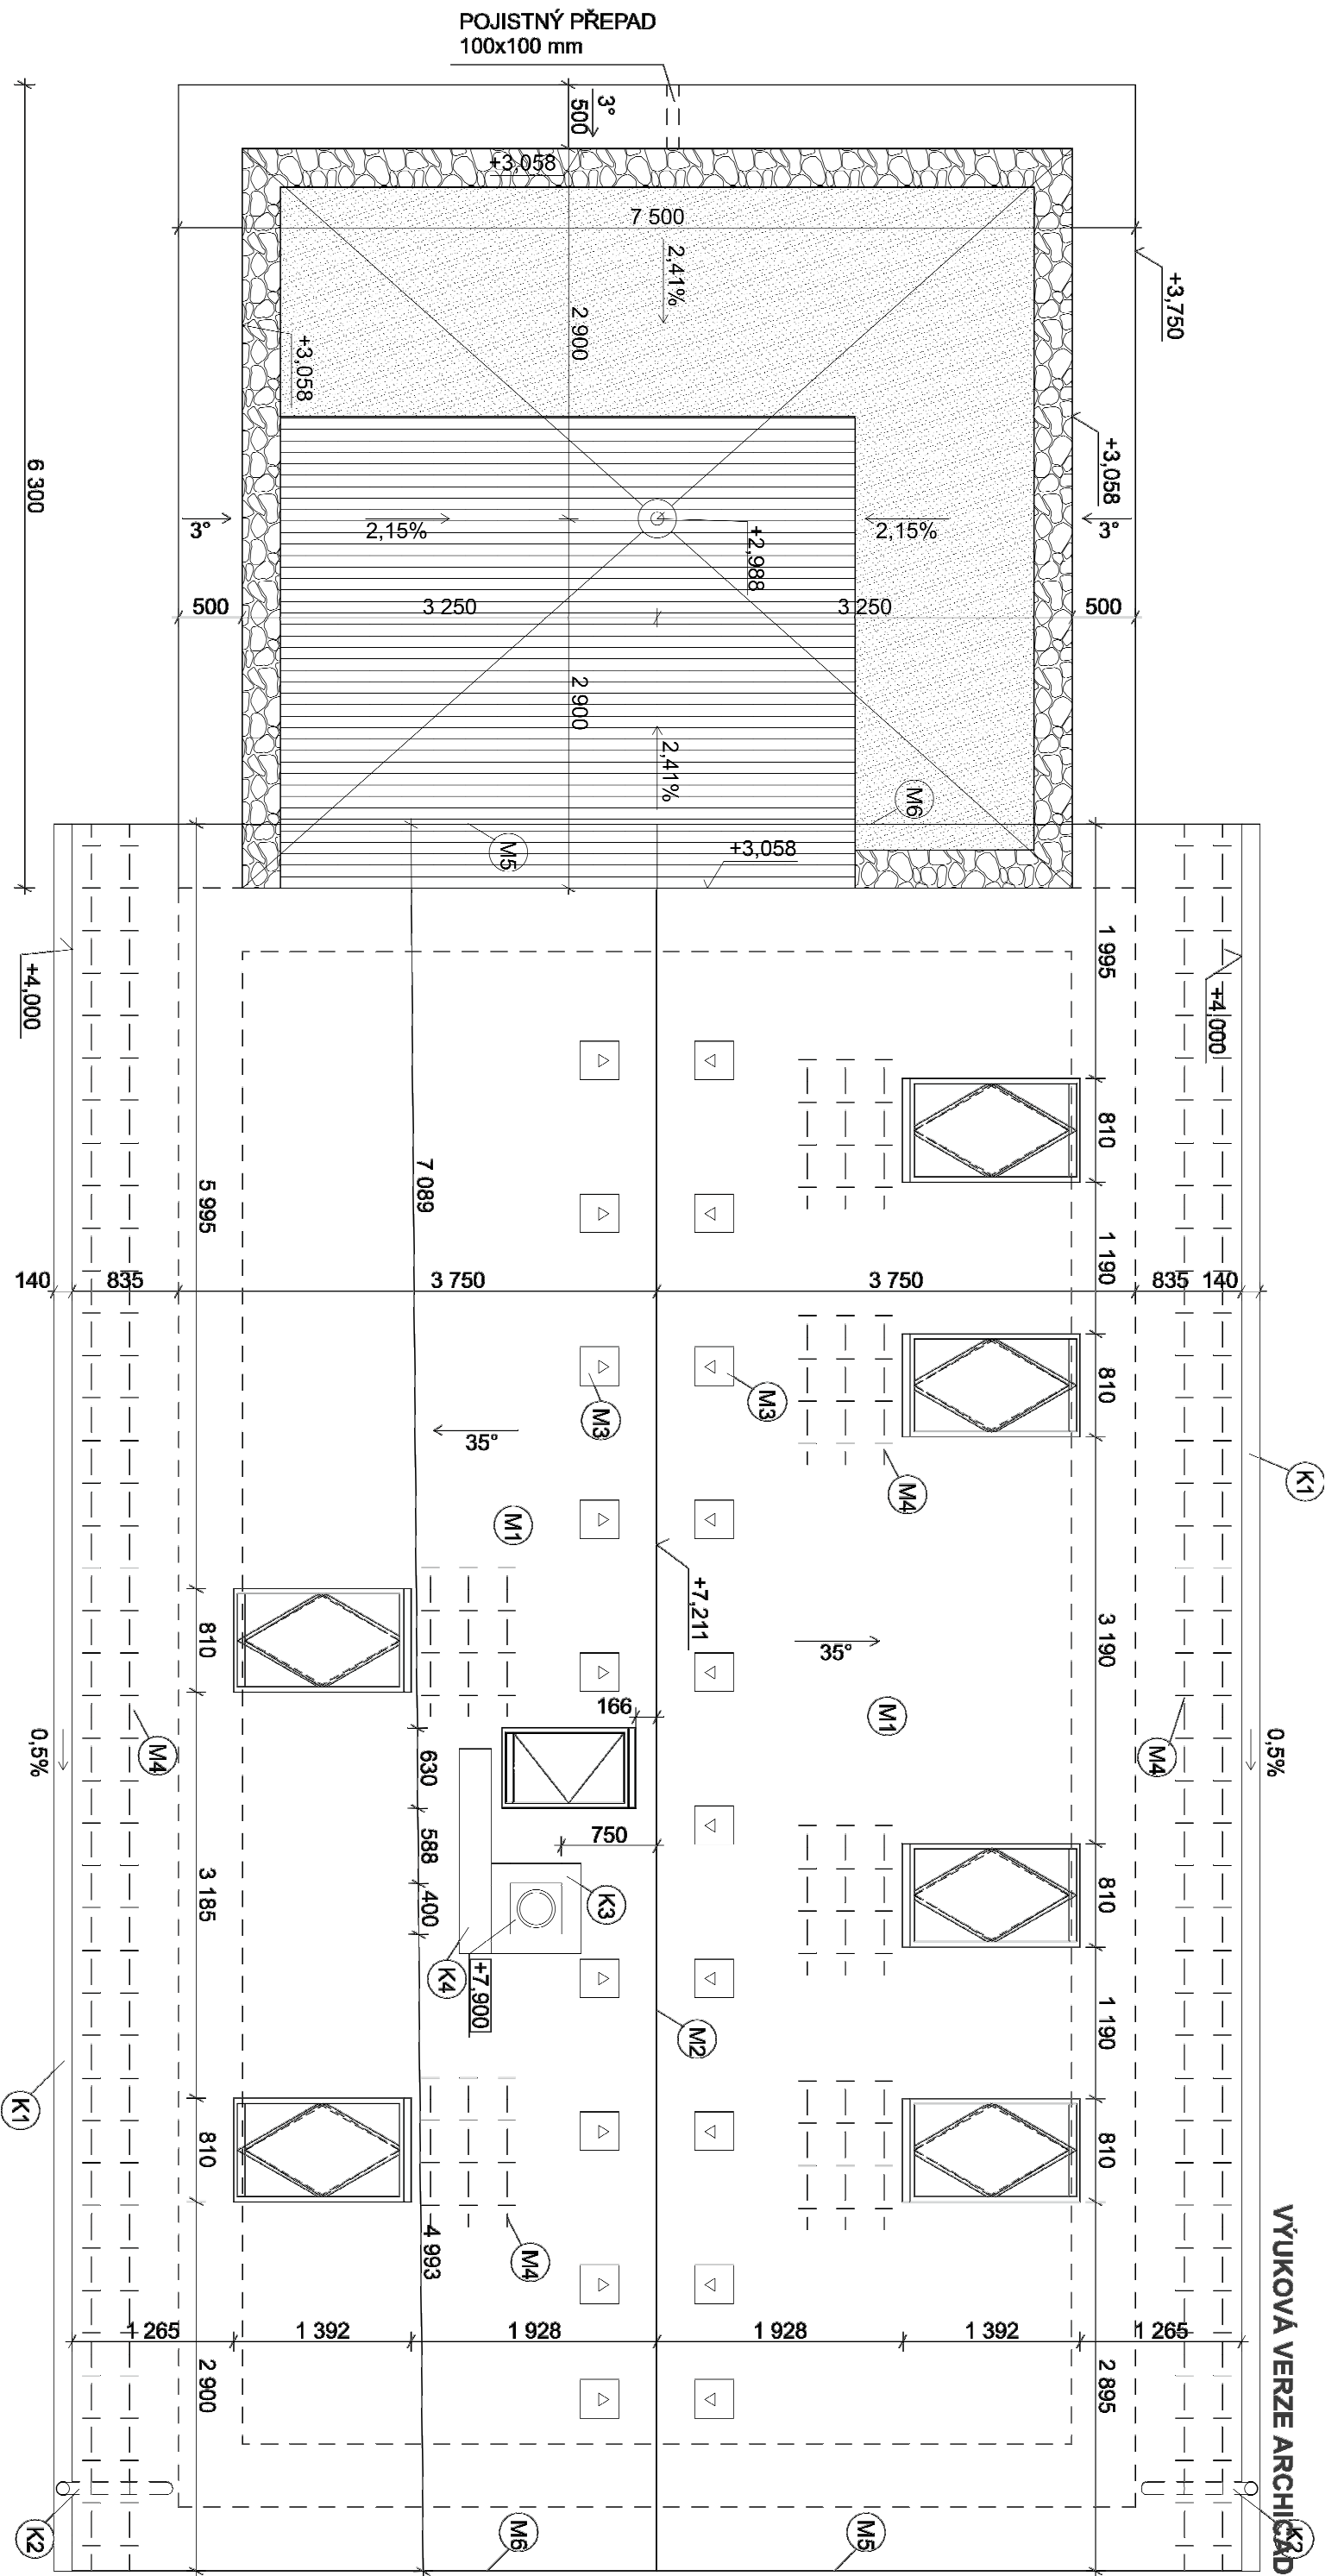 POJISTNÝ PŘEPAD
100x100 mm
3°
500
+3,058
7 500
+3,750
2,41%
2 900
+3,058
+3,058
6 300
3°
2,15%
+2,988
2,15%
3°
500
3 250
3 250
500
2 900
2,41%
M6
M5
+3,058
1 995
+4,000
+4,000
810
7 089
5 995
1 190
140
835
3 750
3 750
835
140
810
M3
M3
35°
K1
M4
M1
+7,211
810
3 190
35°
166
M1
0,5%
M4
M4
0,5%
630
750
588
3 185
400
K3
810
K4
+7,900
M2
1 190
K1
810
810
4 993
M4
VÝUKOVÁ VERZE ARCHICAD
1 265
1 392
1 928
1 928
1 392
1 265
2 900
2 895
K2
M6
M5
K2